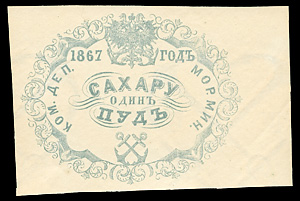 1867 ГОДЪ
КОМ. ДЕП. МОР. МИН.
САХАРУ
ОДИНЪ
ПУДЪ